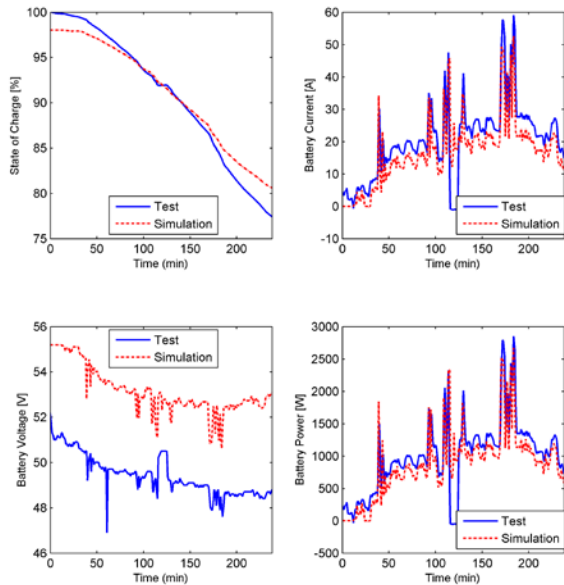 100
95
90
85
80
75
State of Charge [%]
Test
Simulation
0 50 100 150 200
Time (min)
60
50
40
30
20
10
0
-10
Battery Current [A]
Test
Simulation
0 50 100 150 200
Time (min)
56
54
52
50
48
46
Battery Voltage [V]
Test
Simulation
0 50 100 150 200
Time (min)
3000
2500
2000
1500
1000
500
0
-500
Battery Power [W]
Test
Simulation
0 50 100 150 200
Time (min)